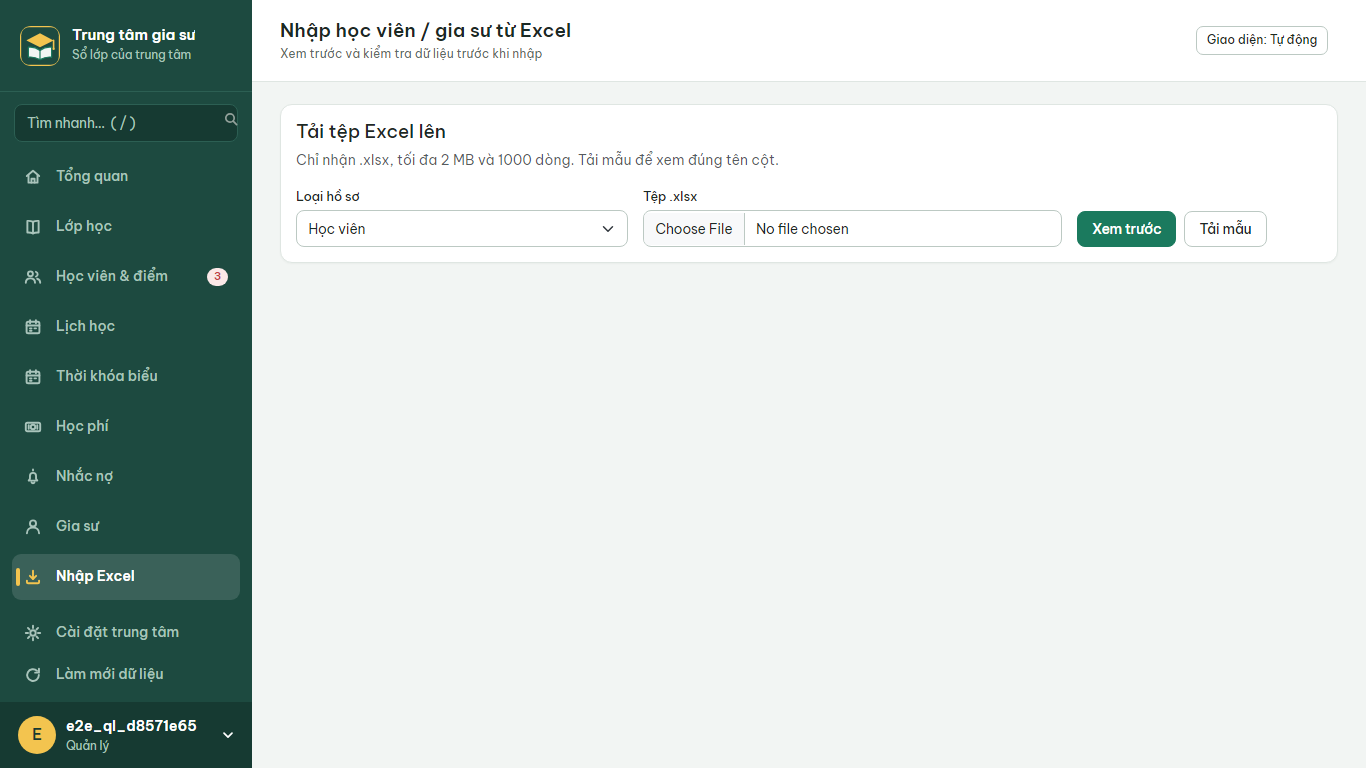 Trung tâm gia sư
Sổ lớp của trung tâm
Tìm nhanh... ( / )
Tổng quan
Lớp học
Học viên & điểm
3
Lịch học
Thời khóa biểu
Học phí
Nhắc nợ
Gia sư
Nhập Excel
Cài đặt trung tâm
Làm mới dữ liệu
E
e2e_ql_d8571e65
Quản lý
Nhập học viên / gia sư từ Excel
Xem trước và kiểm tra dữ liệu trước khi nhập
Giao diện: Tự động
Tải tệp Excel lên
Chỉ nhận .xlsx, tối đa 2 MB và 1000 dòng. Tải mẫu để xem đúng tên cột.
Loại hồ sơ
Tệp .xlsx
Học viên
Choose File
No file chosen
Xem trước
Tải mẫu